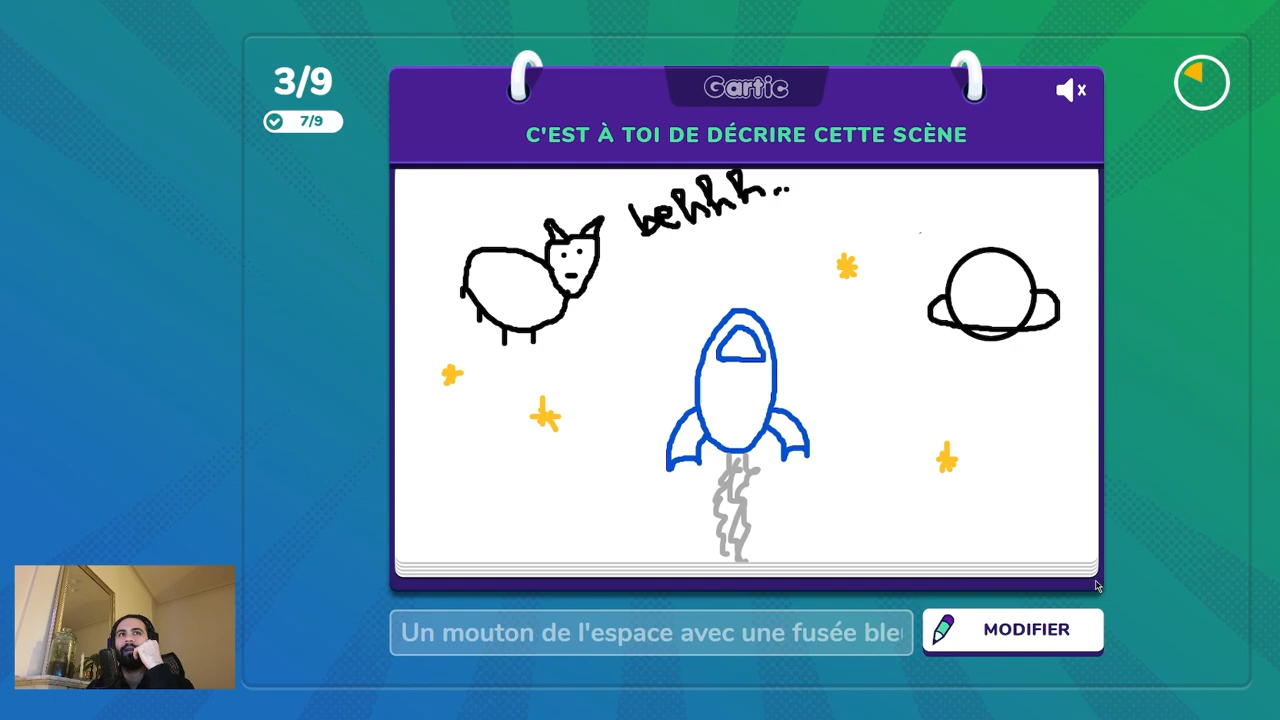 3/9
7/9
Gartic
C'EST À TOI DE DÉCRIRE CETTE SCÈNE
behhh..
Un mouton de l'espace avec une fusée bleu
MODIFIER